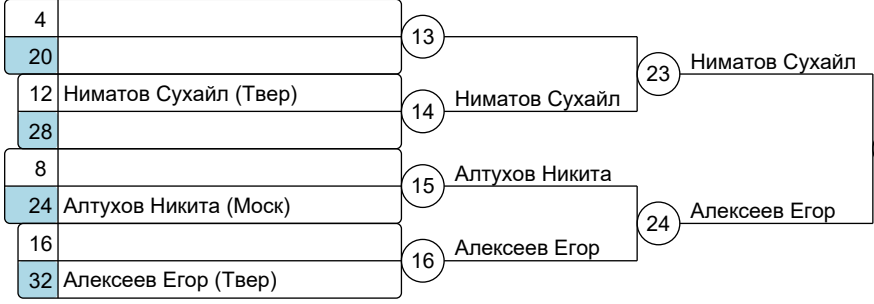 4
20
13
12 Ниматов Сухайл (Твер)
28
14
Ниматов Сухайл
23
Ниматов Сухайл
8
24 Алтухов Никита (Моск)
15
Алтухов Никита
16
32 Алексеев Егор (Твер)
16
Алексеев Егор
24
Алексеев Егор